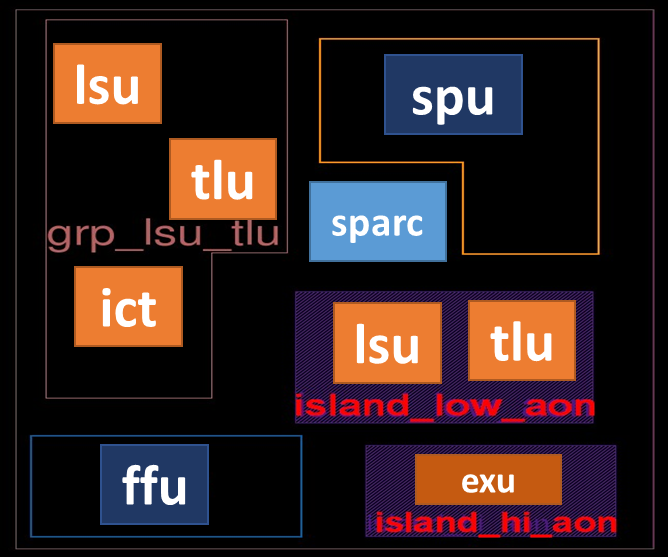 lsu
spu
tlu
sparc
grp_lsu_tlu
ict
lsu
tlu
island_low_aon
ffu
exu
island_hi_aon